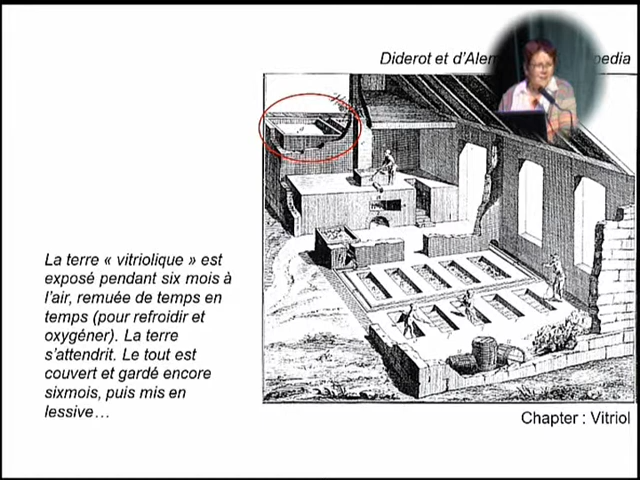 Diderot et d'Alem pedia
La terre « vitriolique » est
exposé pendant six mois à
l'air, remuée de temps en
temps (pour refroidir et
oxygéner). La terre
s'attendrit. Le tout est
couvert et gardé encore
sixmois, puis mis en
lessive…
Chapter : Vitriol